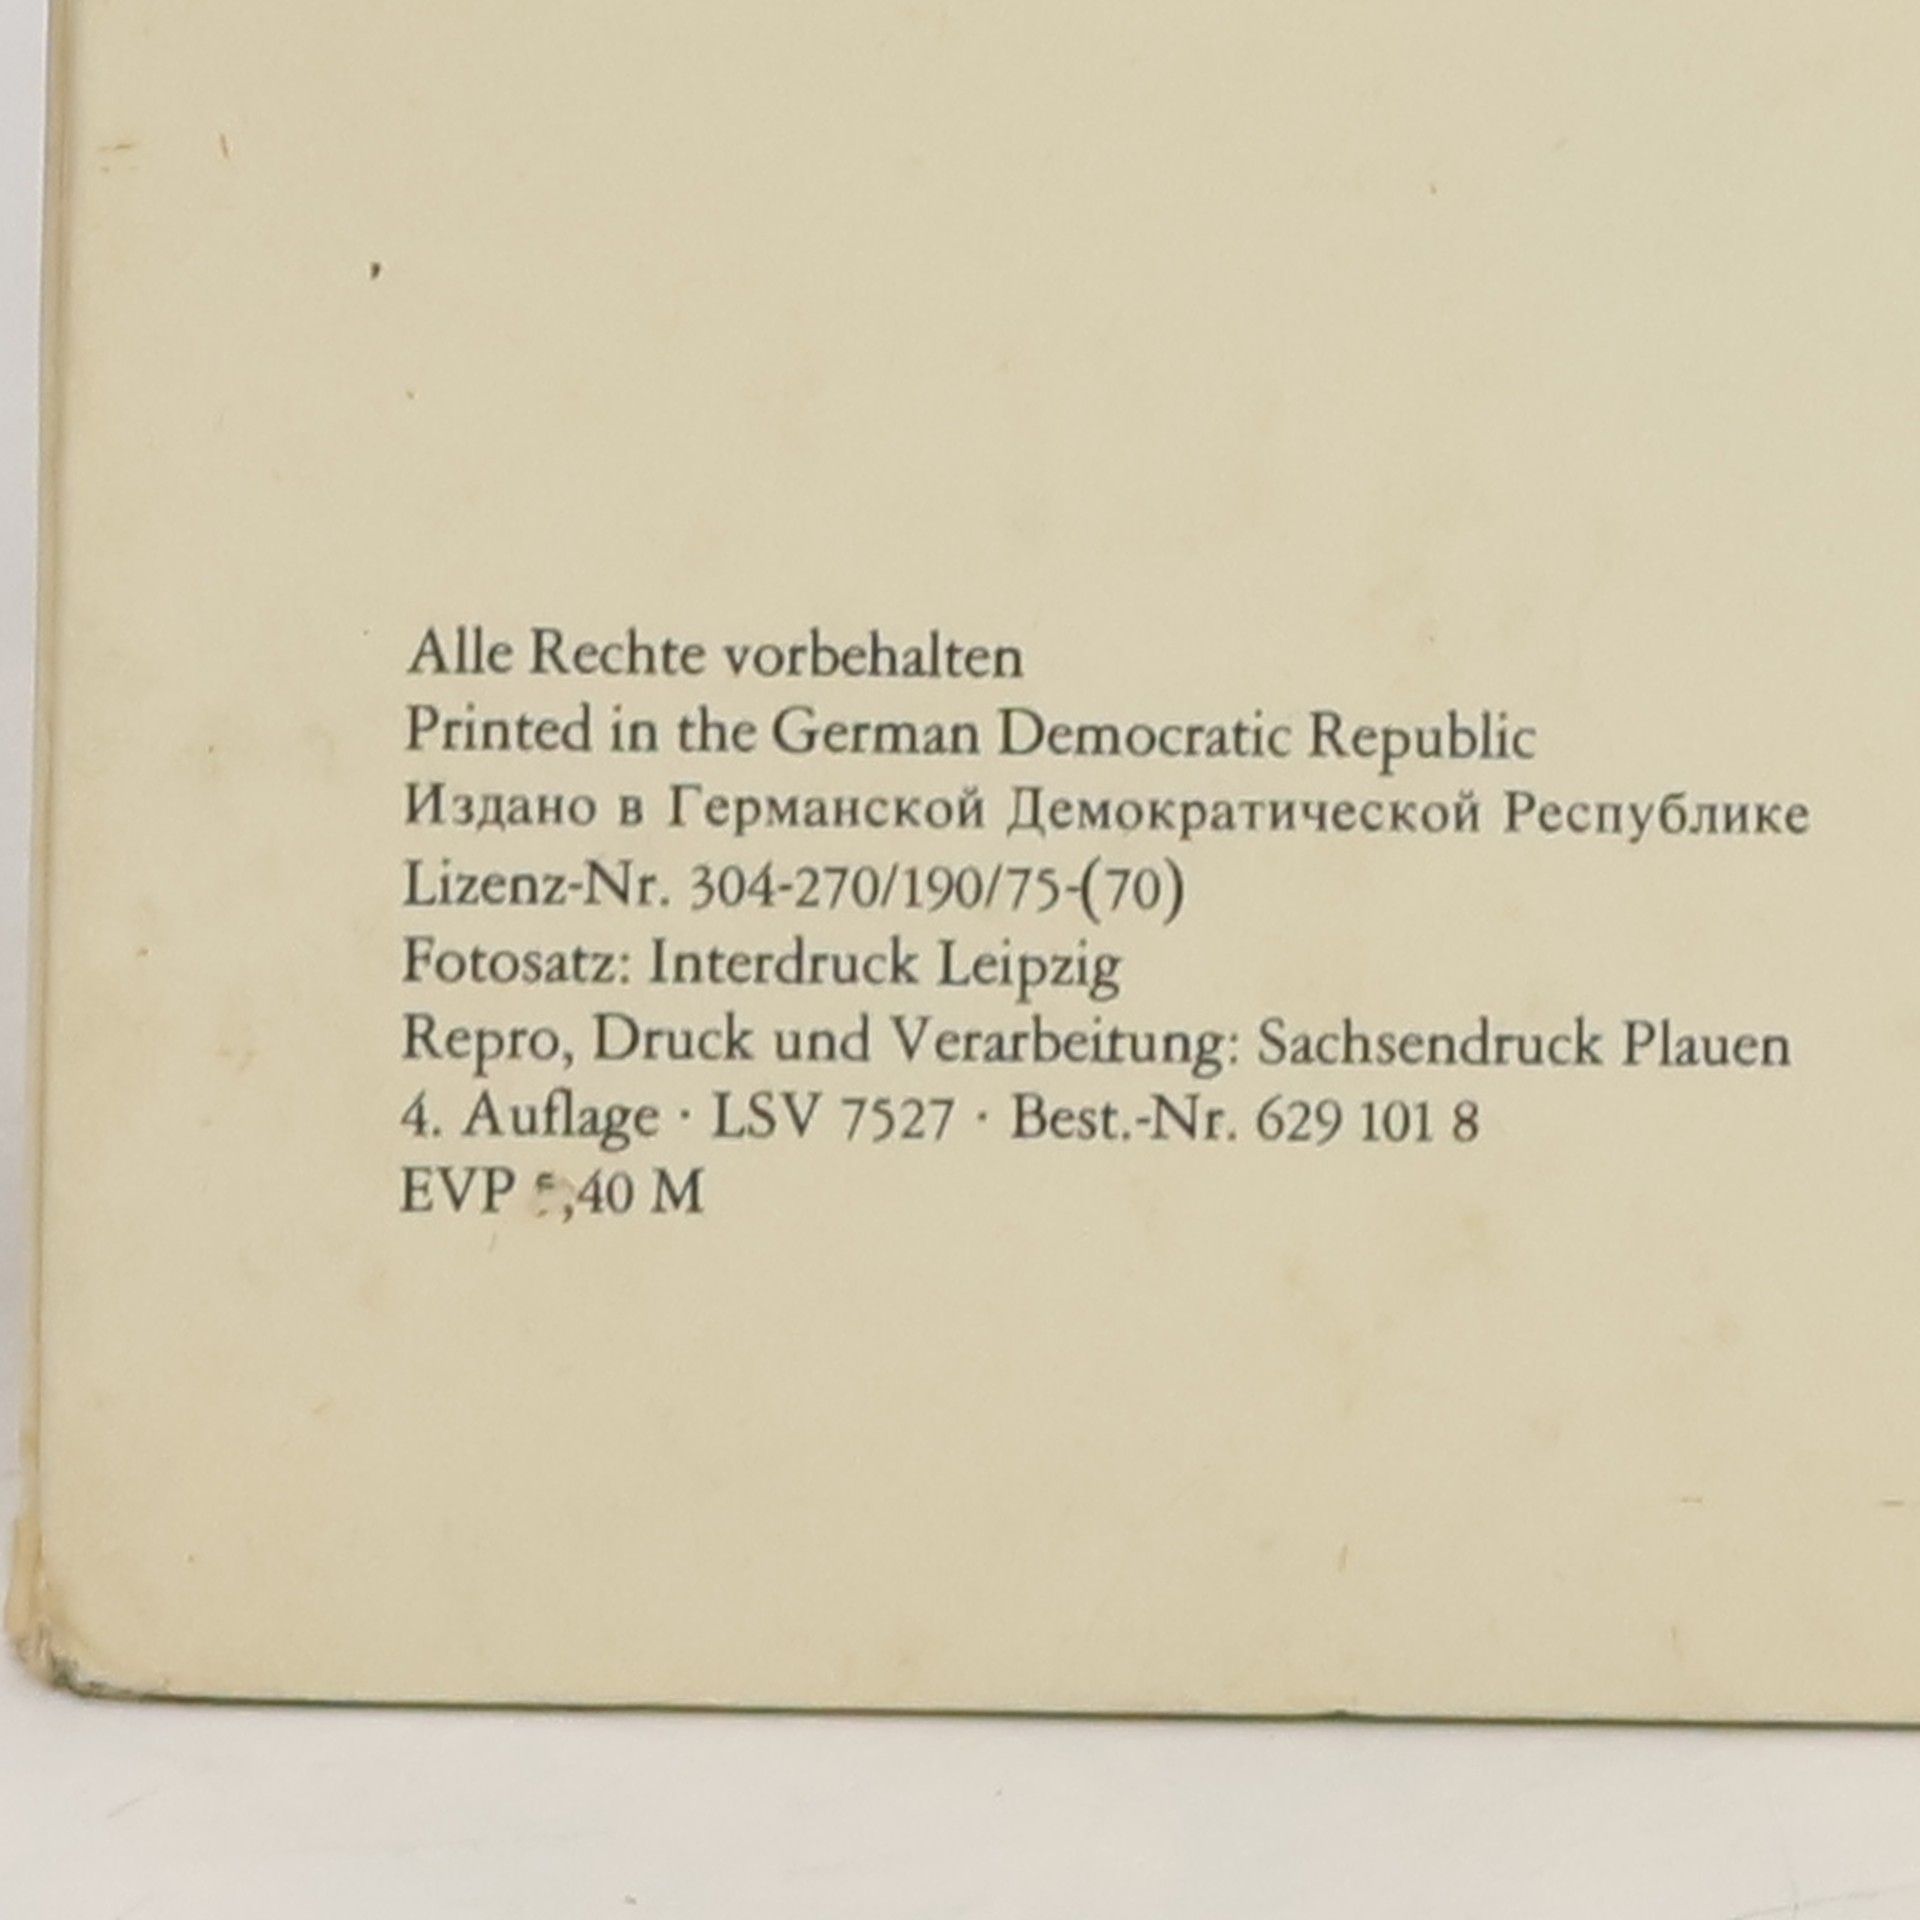 Alle Rechte vorbehalten
Printed in the German Democratic Republic
Издано в Германской Демократической Республике
Lizenz-Nr. 304-270/190/75-(70)
Fotosatz: Interdruck Leipzig
Repro, Druck und Verarbeitung: Sachsendruck Plauen
4. Auflage · LSV 7527 · Best.-Nr. 629 101 8
EVP ,40 M